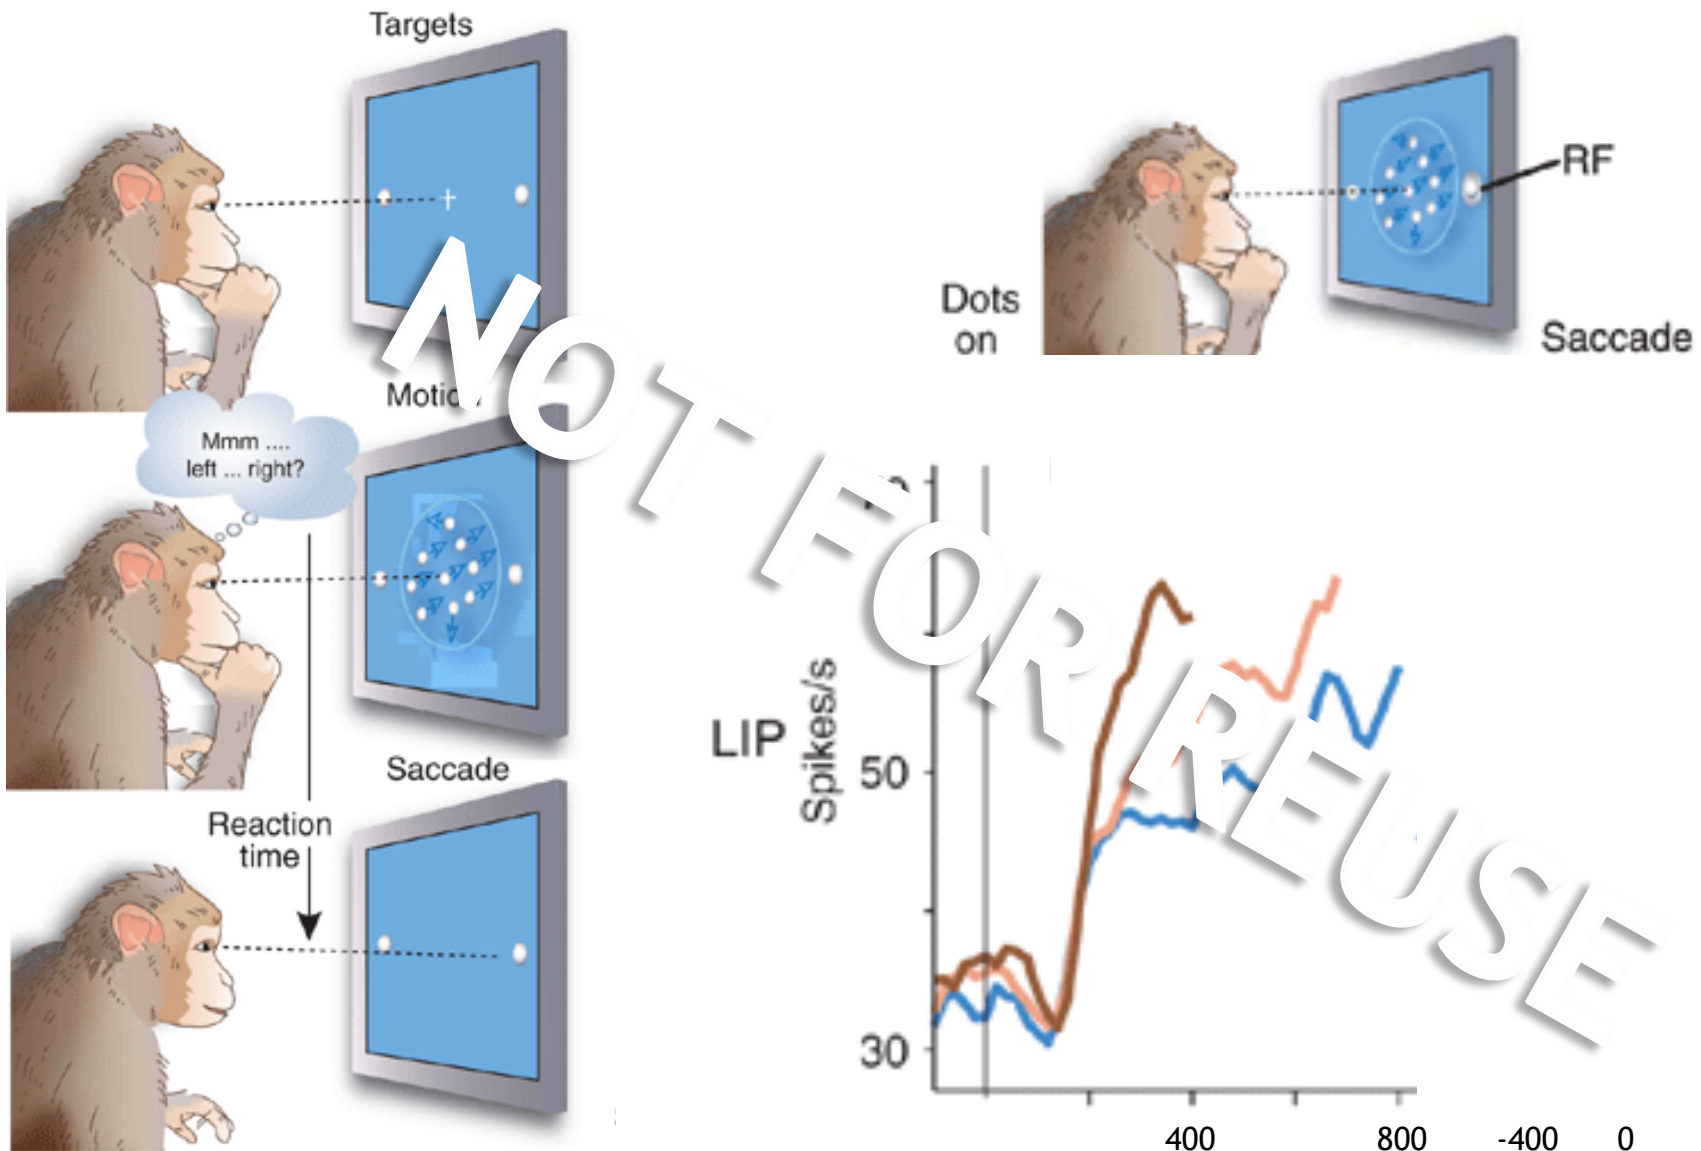 Targets
RF
Dots
on
Saccade
Mmm ....
left ... right?
NOT FOR REUSE
LIP
Spikes/s
50
Saccade
Reaction
time
30
400
800
-400
0